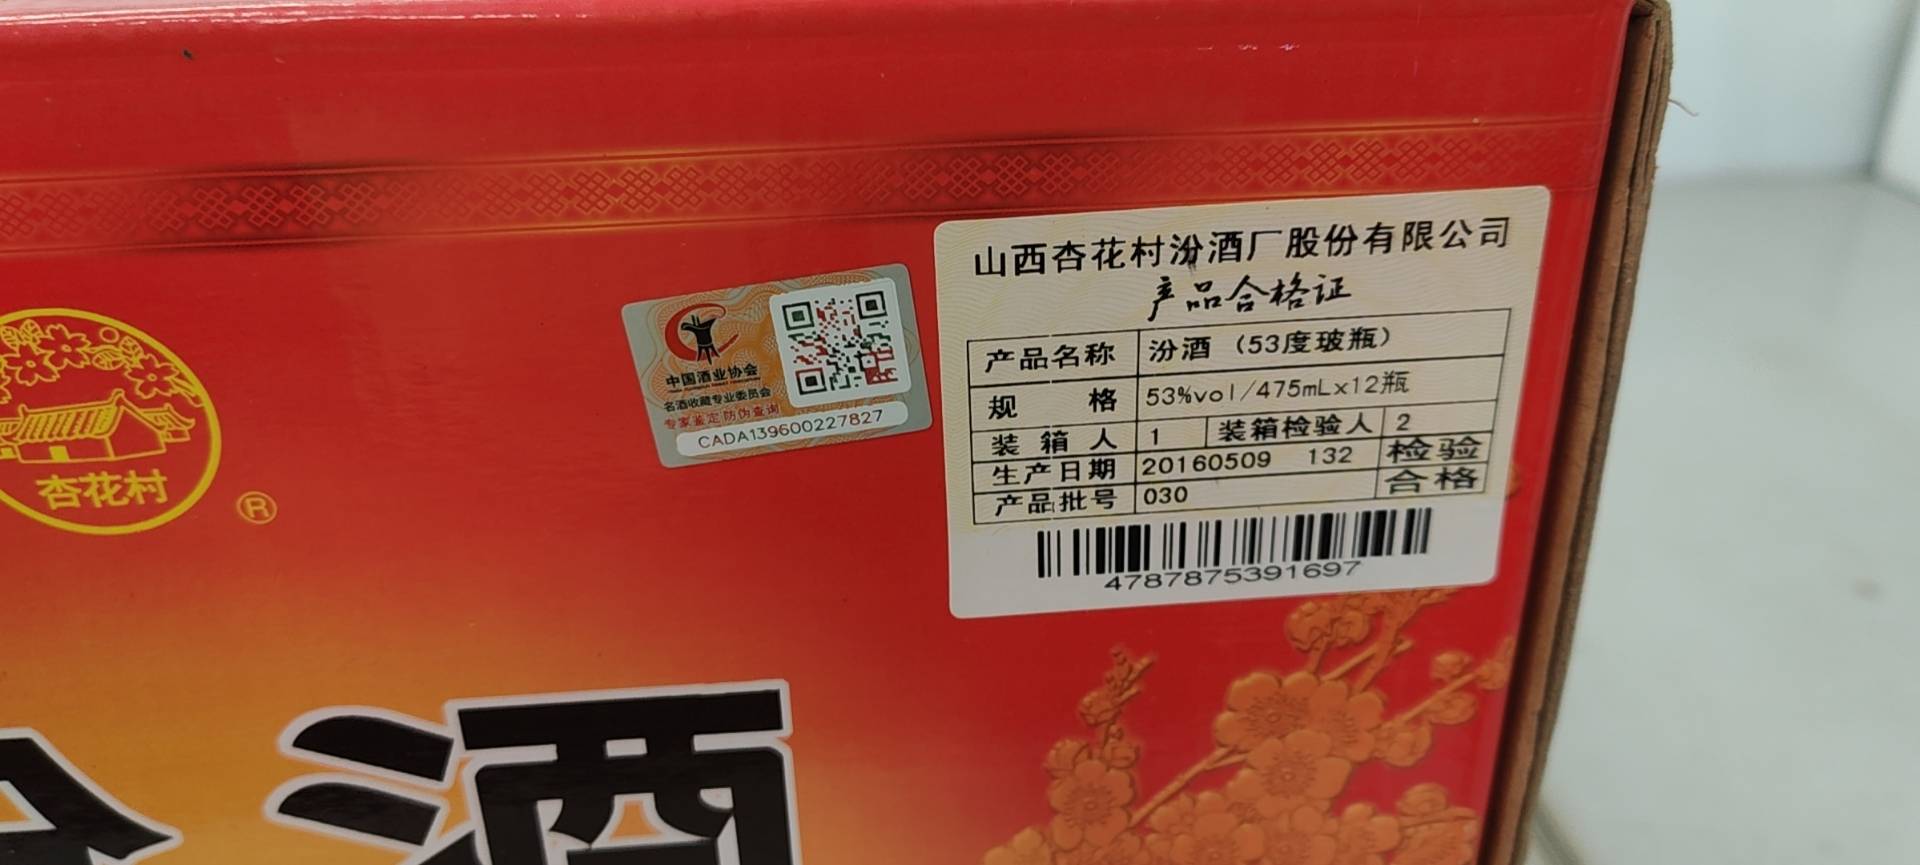 杏花村
®
中国酒业协会
名酒收藏专业委员会
专家鉴定 防伪查询
CADA139600227827
山西杏花村汾酒厂股份有限公司
产品合格证
产品名称 汾酒（53度玻瓶）
规 格 53%vol/475mLx12瓶
装 箱 人 1 装箱检验人 2
生产日期 20160509 132 检验
产品批号 030 合格
4787875391697
汾酒